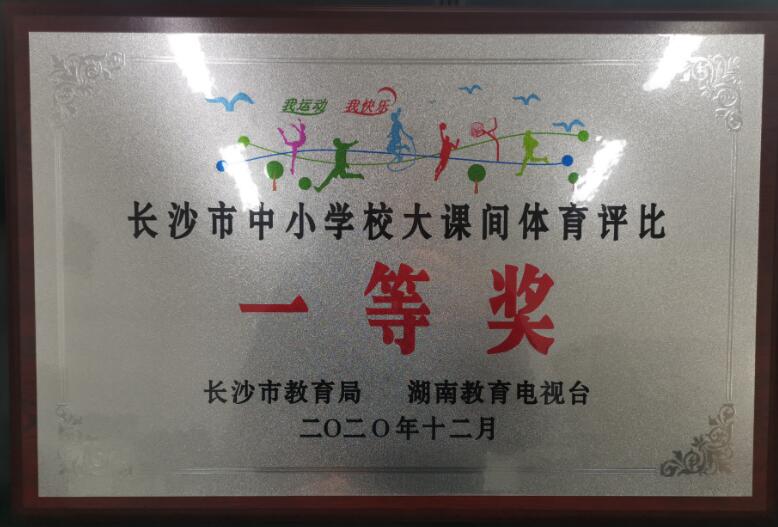 我运动 我快乐
长沙市中小学校大课间体育评比
一等奖
长沙市教育局 湖南教育电视台
二〇二〇年十二月